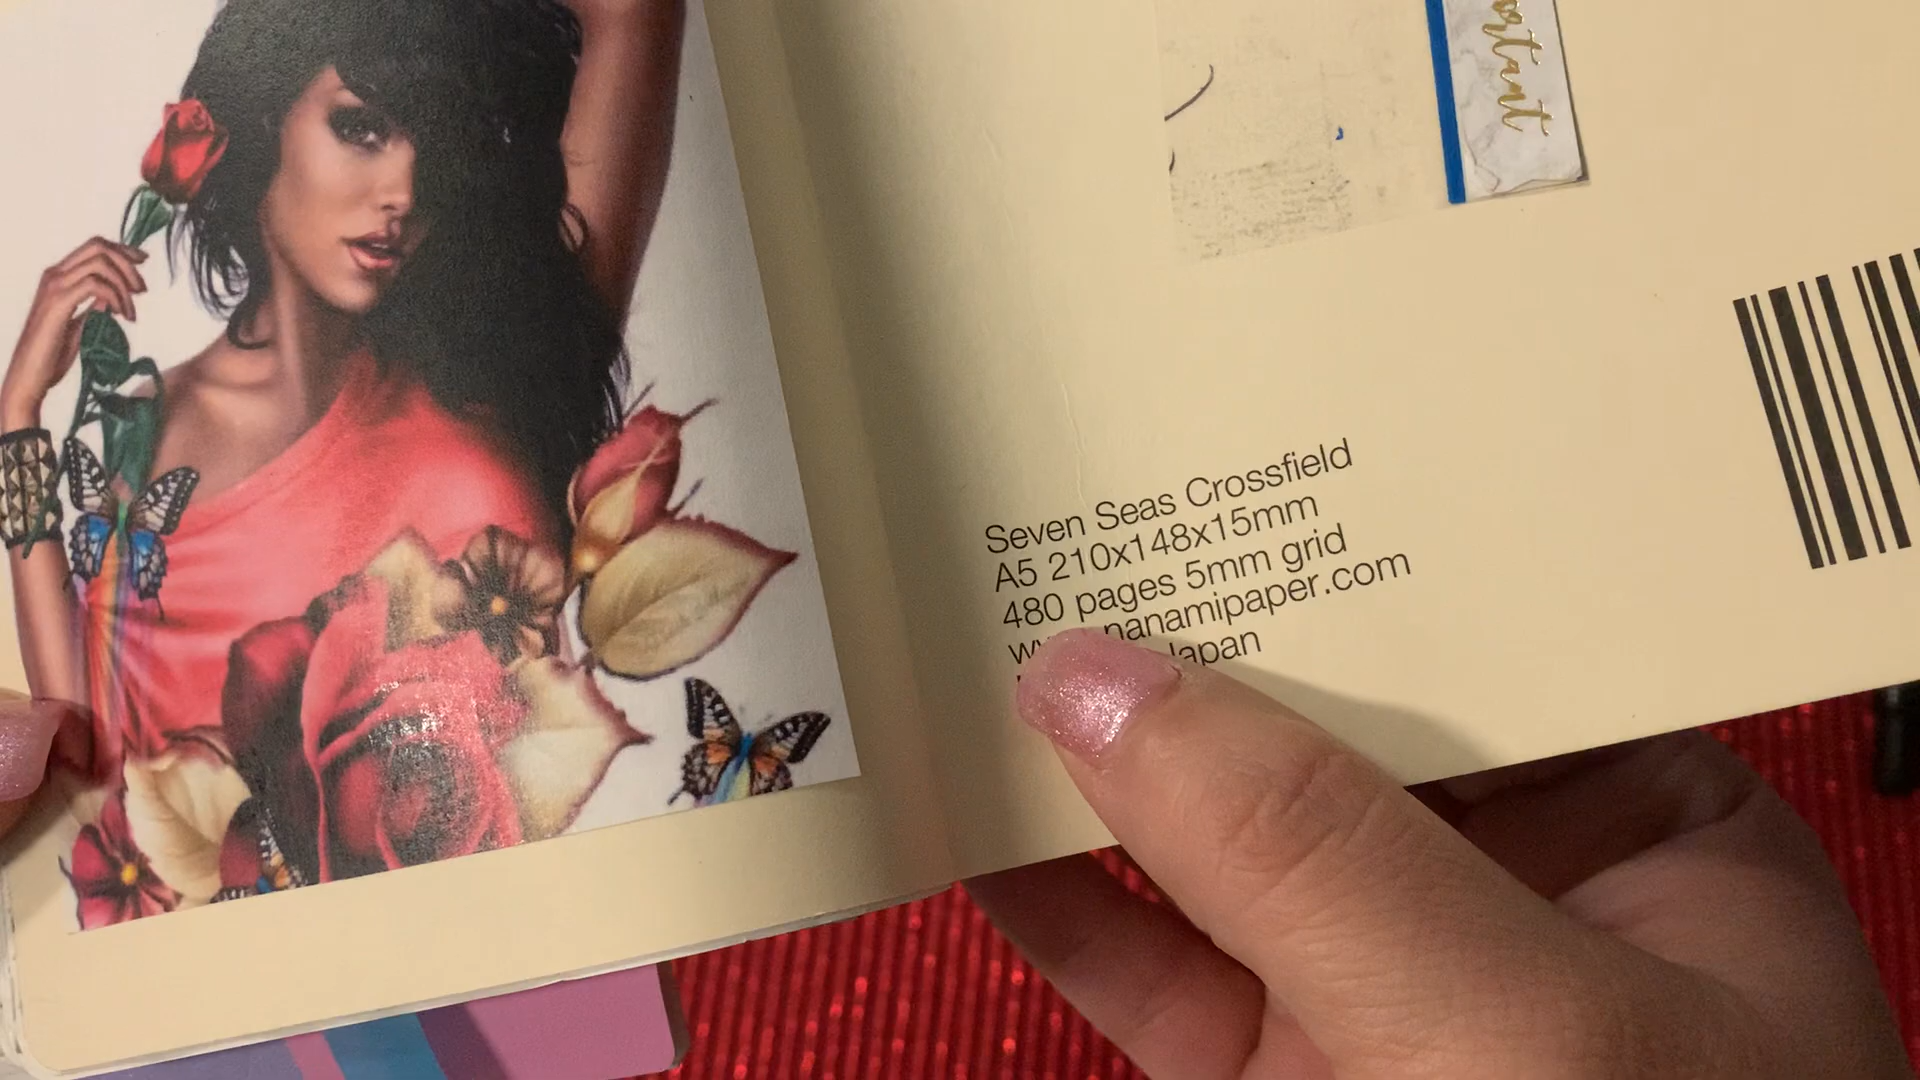 Seven Seas Crossfield
A5 210x148x15mm
480 pages 5mm grid
nanamipaper.com
Japan